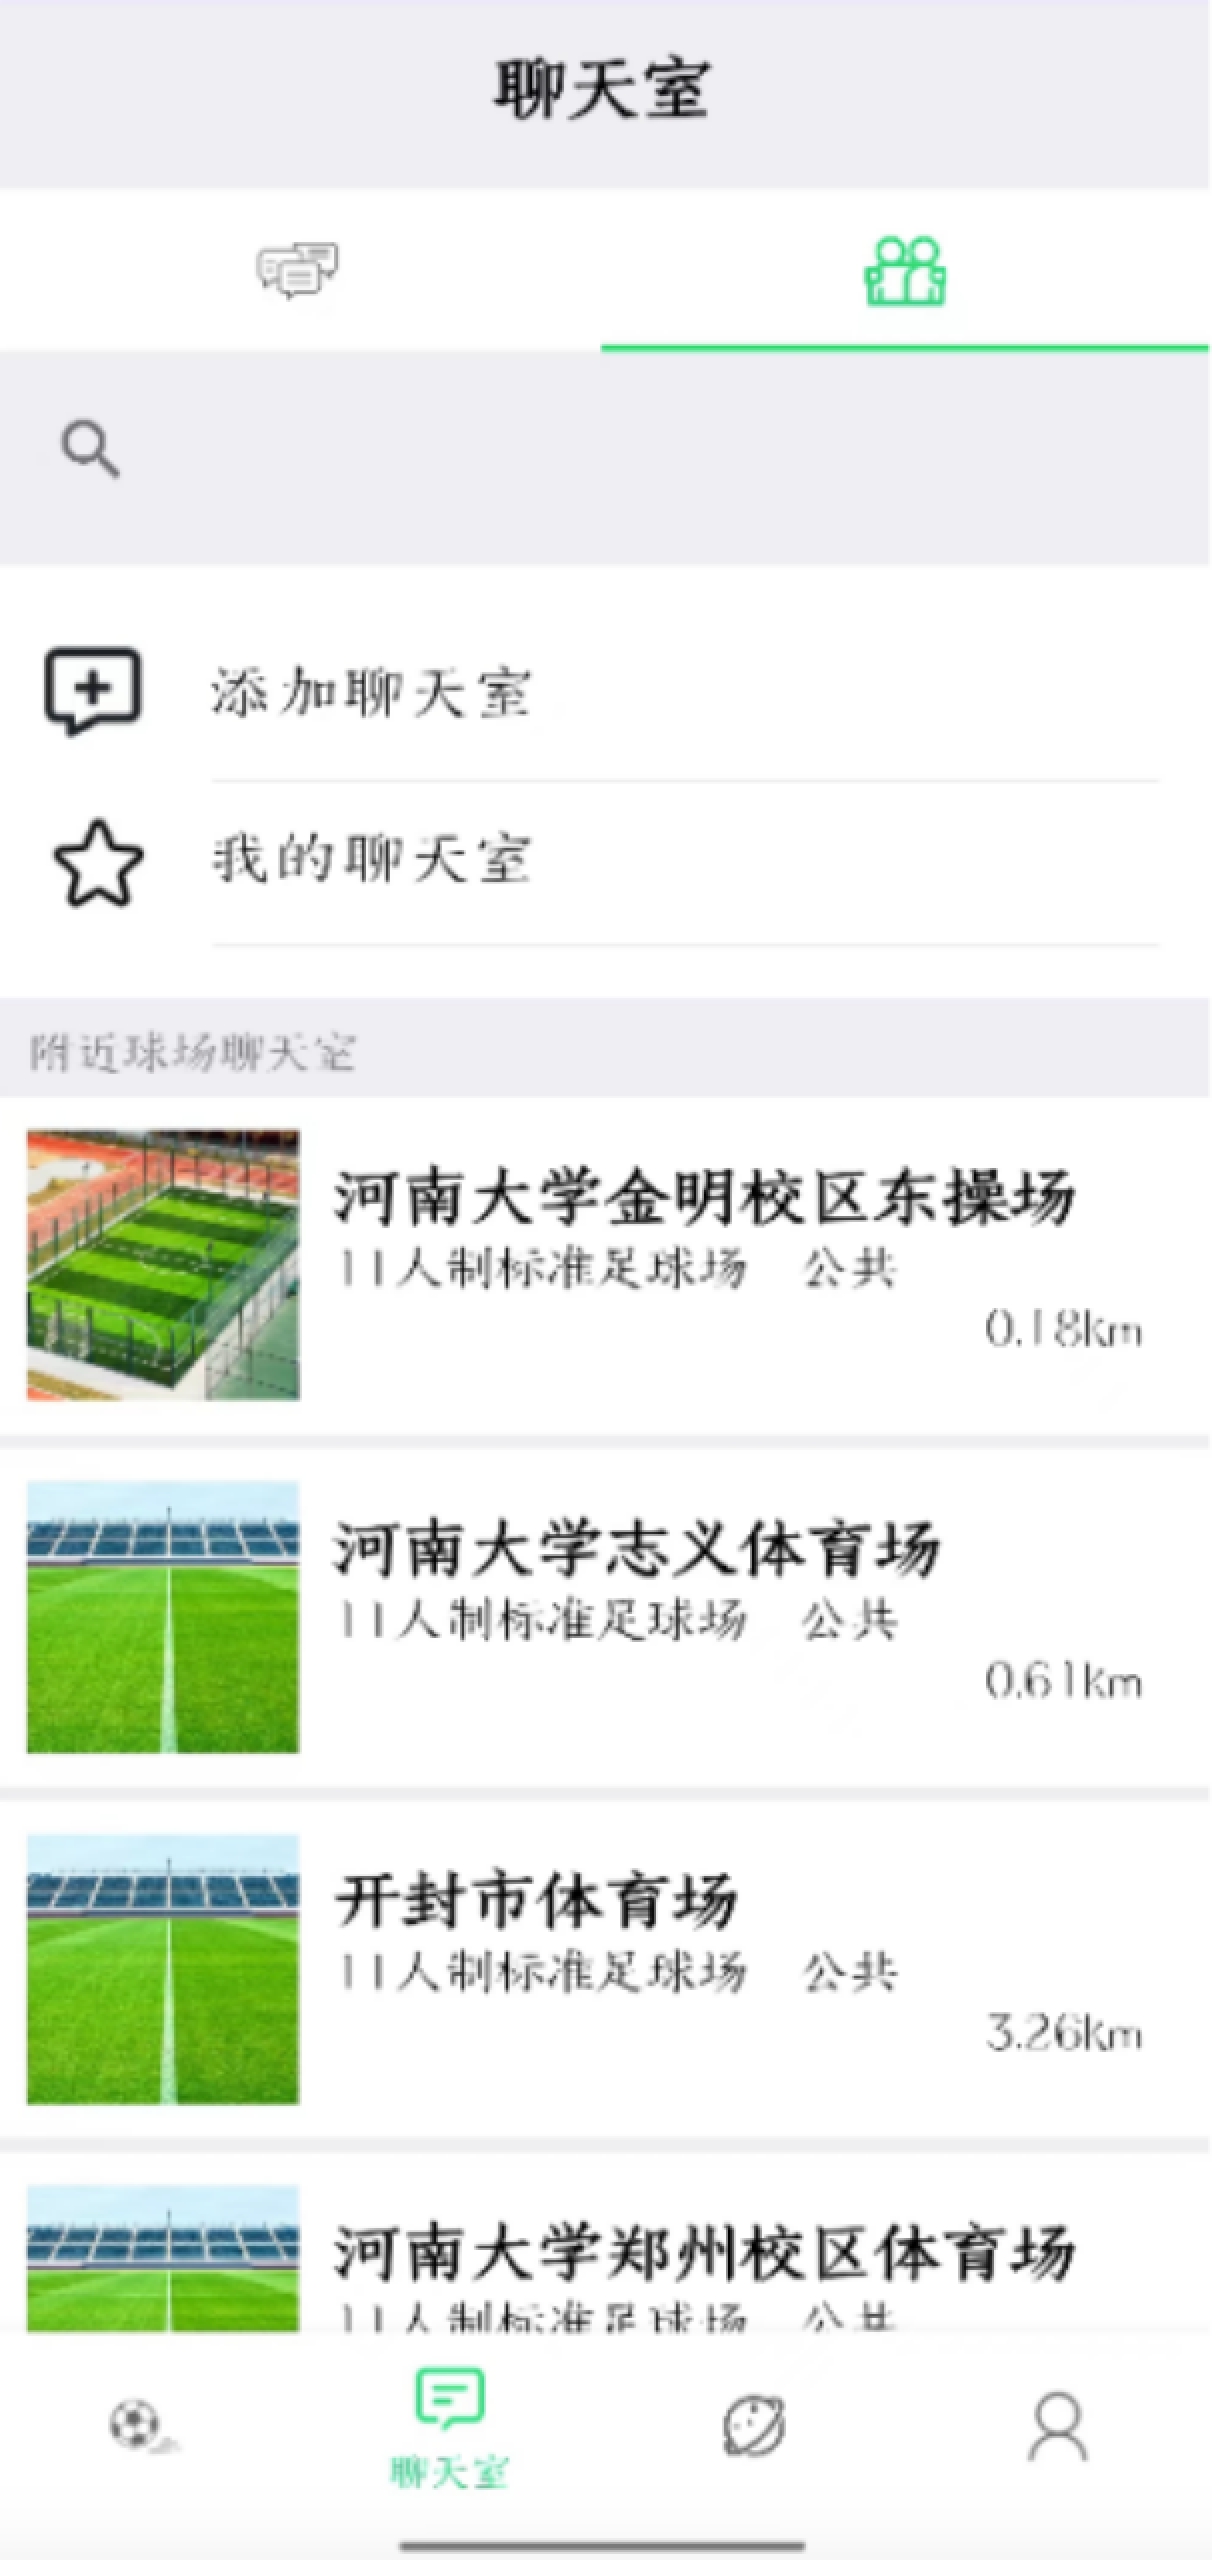 聊天室
添加聊天室
我的聊天室
附近球场聊天室
河南大学金明校区东操场
11人制标准足球场 公共
0.18km
河南大学志义体育场
11人制标准足球场 公共
0.61km
开封市体育场
11人制标准足球场 公共
3.26km
河南大学郑州校区体育场
11人制标准足球场 公共
聊天室